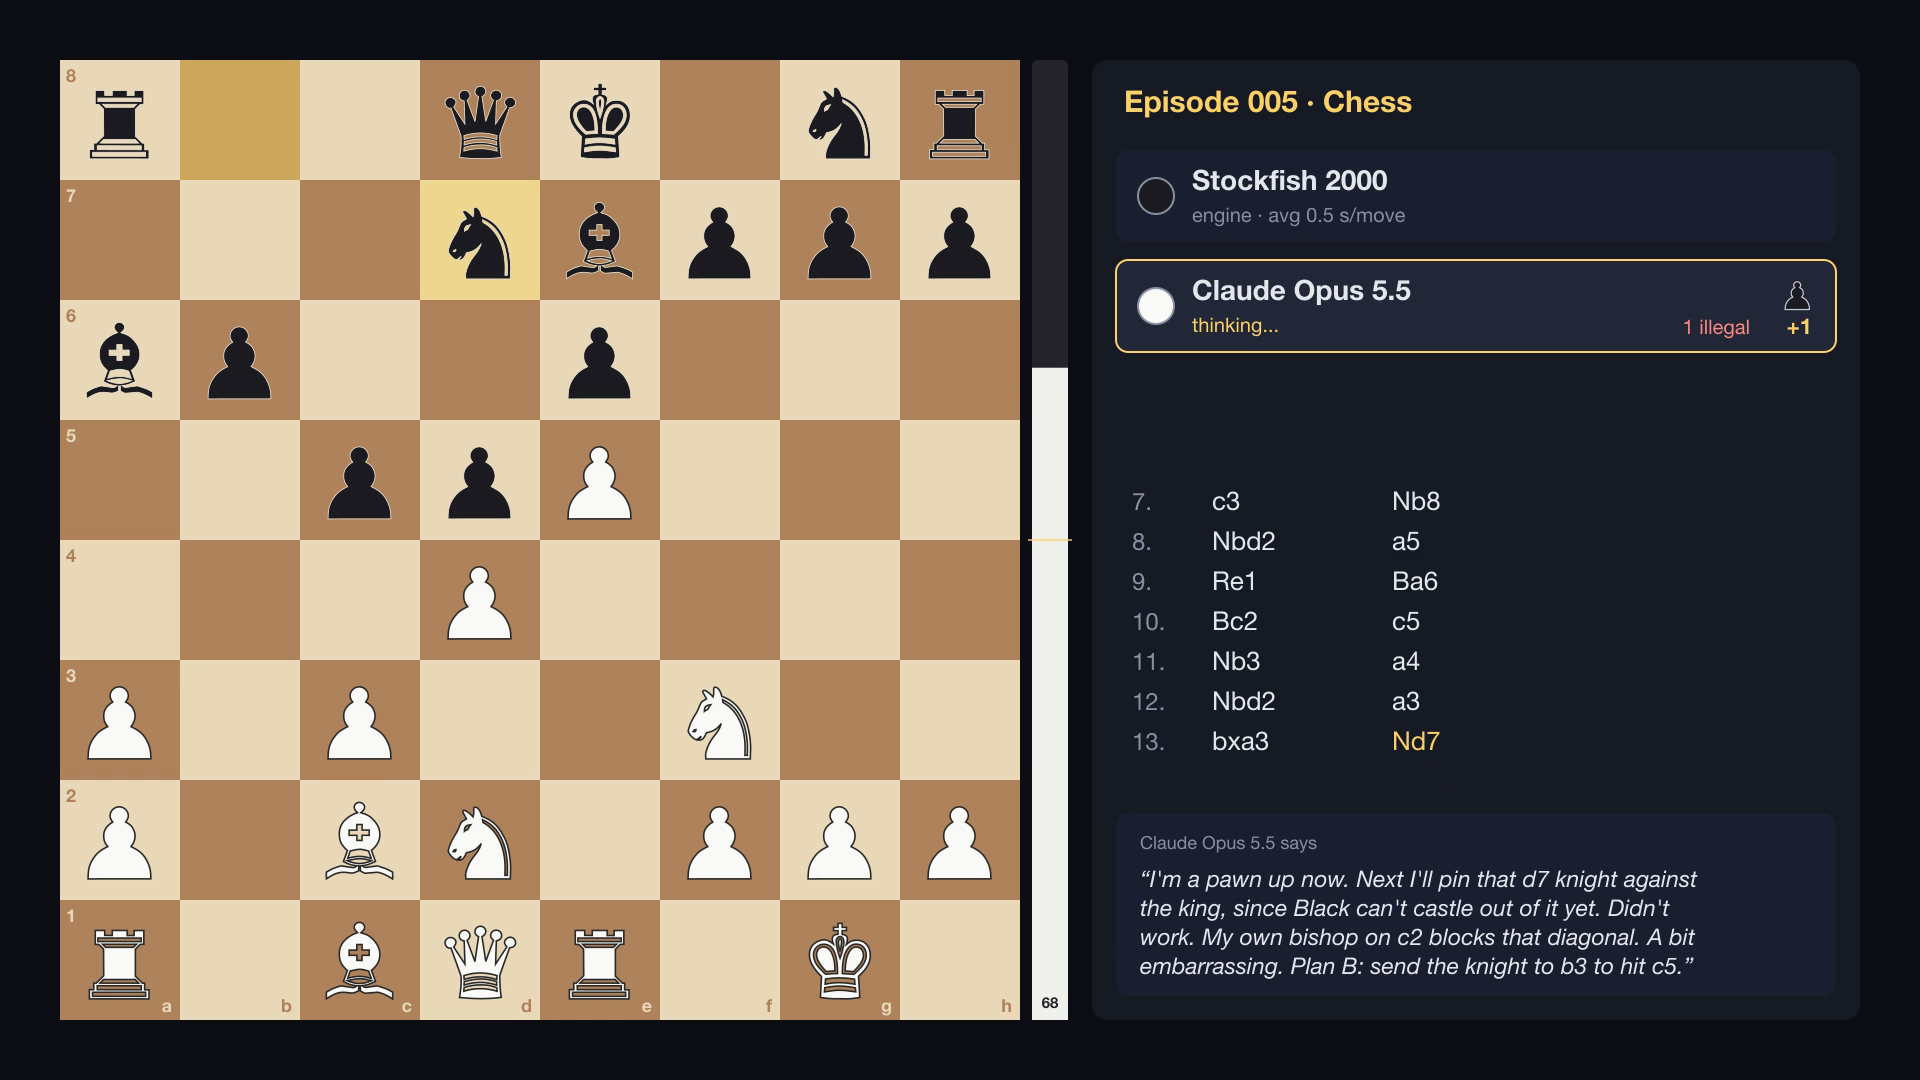 8
7
6
5
4
3
2
1
a
b
c
d
e
f
g
h
68
Episode 005 · Chess
Stockfish 2000
engine · avg 0.5 s/move
Claude Opus 5.5
thinking...
1 illegal
+1
7. c3 Nb8
8. Nbd2 a5
9. Re1 Ba6
10. Bc2 c5
11. Nb3 a4
12. Nbd2 a3
13. bxa3 Nd7
Claude Opus 5.5 says
“I'm a pawn up now. Next I'll pin that d7 knight against
the king, since Black can't castle out of it yet. Didn't
work. My own bishop on c2 blocks that diagonal. A bit
embarrassing. Plan B: send the knight to b3 to hit c5.”